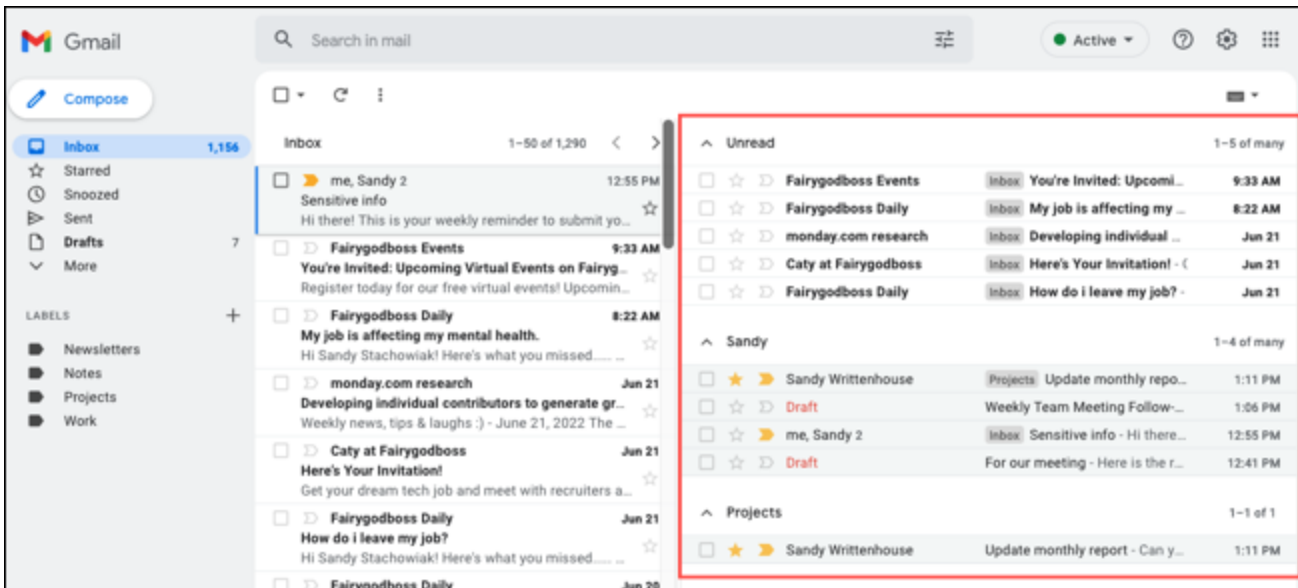 Gmail
Search in mail
Active
Compose
Inbox 1,156
Starred
Snoozed
Sent
Drafts 7
More
LABELS
Newsletters
Notes
Projects
Work
Inbox 1–50 of 1,290
me, Sandy 2 12:55 PM
Sensitive info
Hi there! This is your weekly reminder to submit yo...
Fairygodboss Events 9:33 AM
You're Invited: Upcoming Virtual Events on Fairyg...
Register today for our free virtual events! Upcomin...
Fairygodboss Daily 8:22 AM
My job is affecting my mental health.
Hi Sandy Stachowiak! Here's what you missed..... ...
monday.com research Jun 21
Developing individual contributors to generate gr...
Weekly news, tips & laughs :) - June 21, 2022 The ...
Caty at Fairygodboss Jun 21
Here's Your Invitation!
Get your dream tech job and meet with recruiters a...
Fairygodboss Daily Jun 21
How do i leave my job?
Hi Sandy Stachowiak! Here's what you missed..... ...
Fairygodboss Daily Jun 20
Unread 1–5 of many
Fairygodboss Events Inbox You're Invited: Upcomi... 9:33 AM
Fairygodboss Daily Inbox My job is affecting my ... 8:22 AM
monday.com research Inbox Developing individual ... Jun 21
Caty at Fairygodboss Inbox Here's Your Invitation! - Jun 21
Fairygodboss Daily Inbox How do i leave my job? - Jun 21
Sandy 1–4 of many
Sandy Writtenhouse Projects Update monthly repo... 1:11 PM
Draft Weekly Team Meeting Follow-... 1:06 PM
me, Sandy 2 Inbox Sensitive info - Hi there... 12:55 PM
Draft For our meeting - Here is the r... 12:41 PM
Projects 1–1 of 1
Sandy Writtenhouse Update monthly report - Can y... 1:11 PM